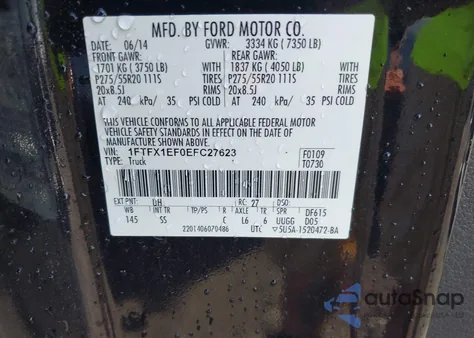 MFD. BY FORD MOTOR CO.
DATE: 06/14 GVWR: 3334 KG ( 7350 LB)
FRONT GAWR: REAR GAWR:
1701 KG ( 3750 LB) 1837 KG ( 4050 LB)
P275/55R20 111S TIRES P275/55R20 111S TIRES
20x8.5J RIMS 20x8.5J RIMS
AT 240 kPa/ 35 PSI COLD AT 240 kPa/ 35 PSI COLD
THIS VEHICLE CONFORMS TO ALL APPLICABLE FEDERAL MOTOR
VEHICLE SAFETY AND THEFT PREVENTION STANDARDS IN EFFECT ON THE DATE OF
MANUFACTURE SHOWN ABOVE.
VIN: 1FTFX1EF0EFC27623 F0109
TYPE: Truck T0730
EXT PNT: UH RC: 27 DF615
WB INT TR TP/PS R AXLE TR SPR
145 SS C L6 6 UUGG D05
2201406070486 UTC 5U5A-1520472-BA
autoSnap